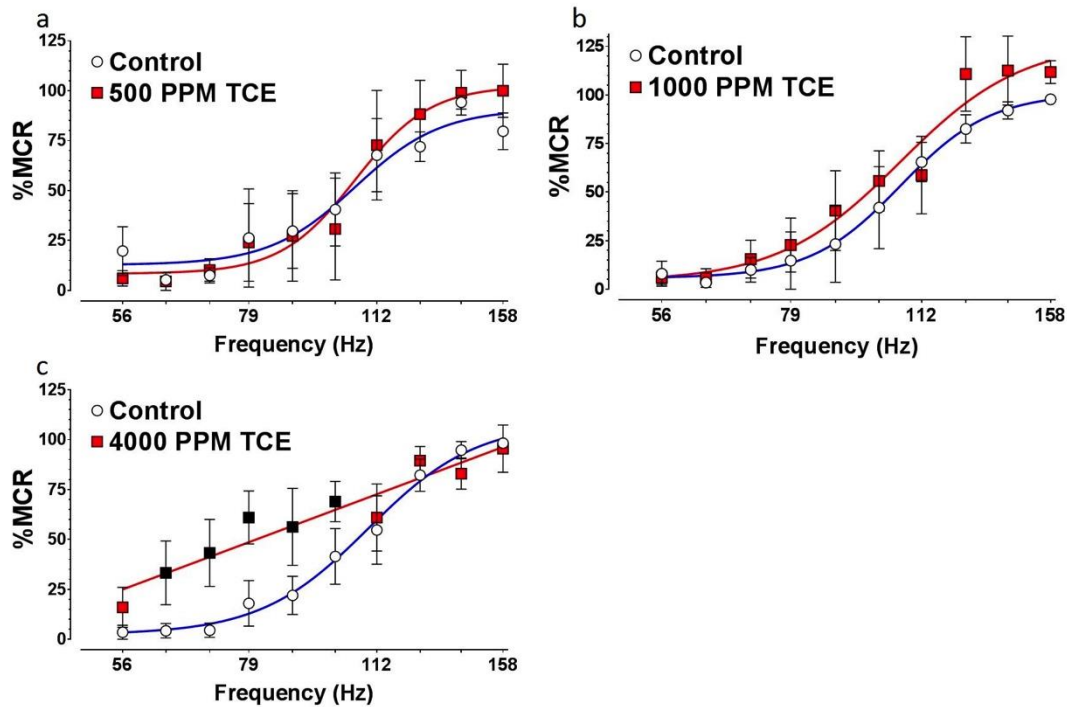 a
125
100
75
50
25
0
%MCR
Control
500 PPM TCE
56
79
112
158
Frequency (Hz)
b
125
100
75
50
25
0
%MCR
Control
1000 PPM TCE
56
79
112
158
Frequency (Hz)
c
125
100
75
50
25
0
%MCR
Control
4000 PPM TCE
56
79
112
158
Frequency (Hz)